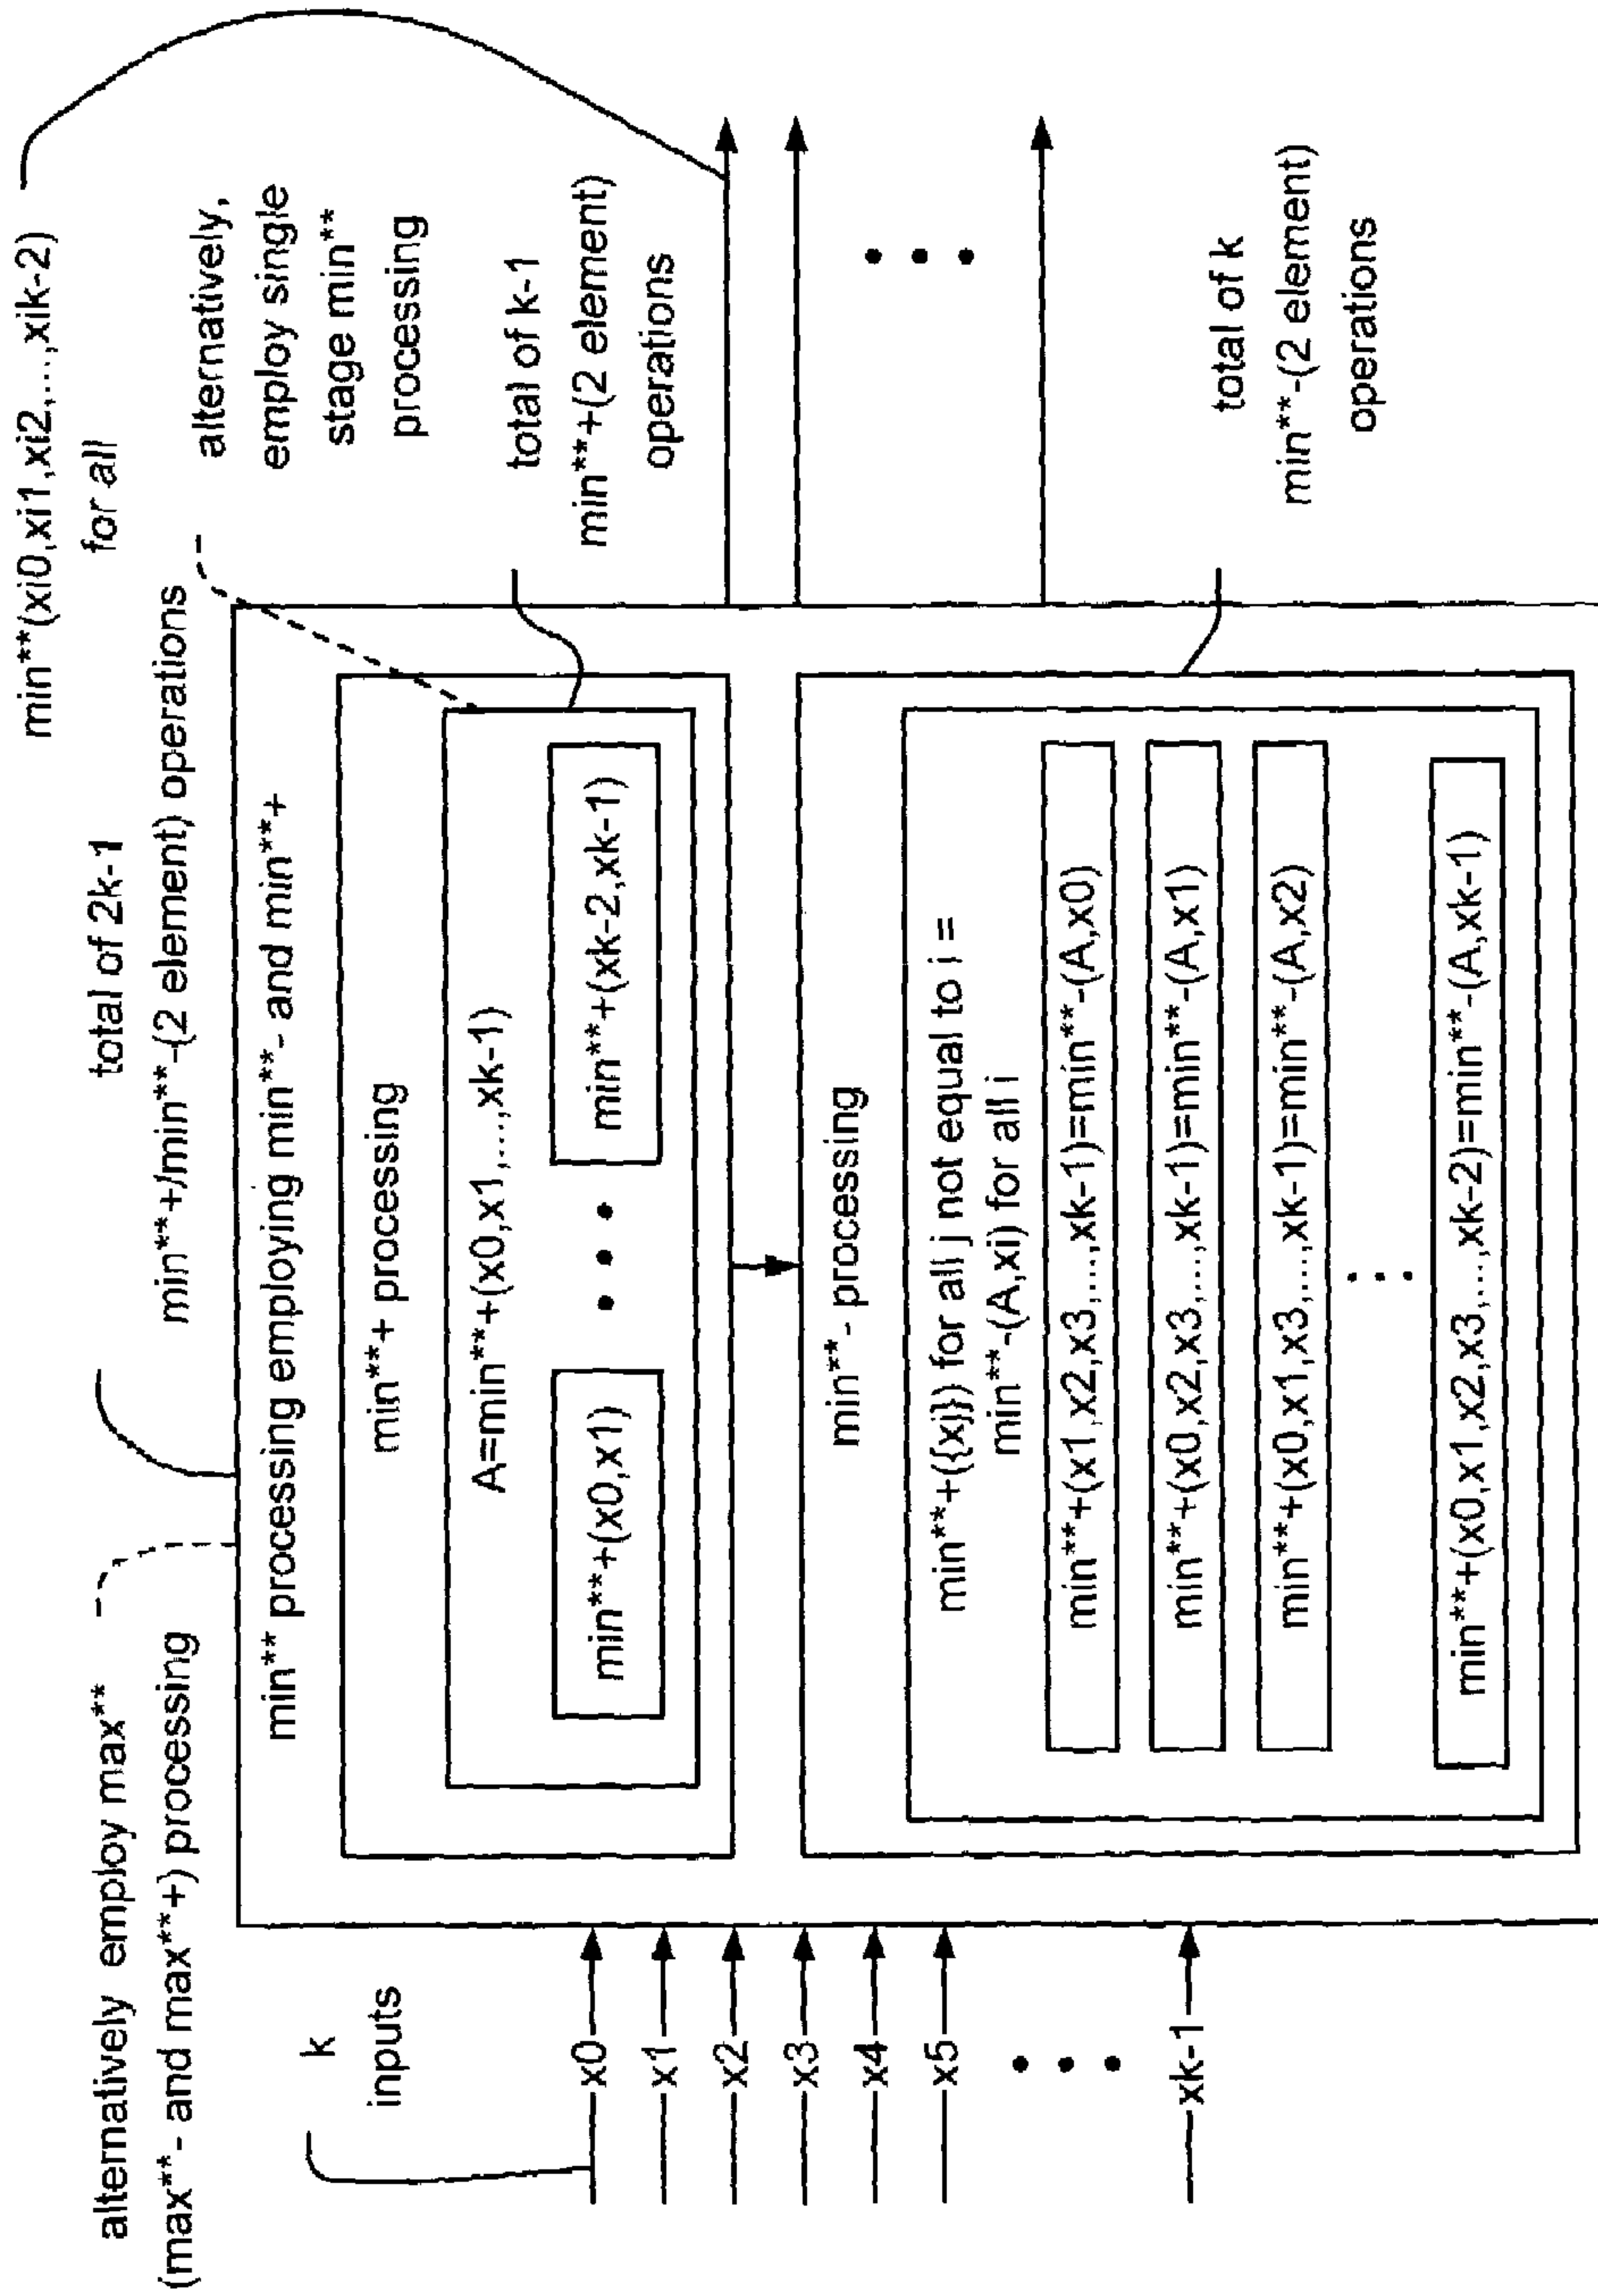 min**(xi0,xi1,xi2,...,xik-2)
for all
total of 2k-1
min**+/min**-(2 element) operations
alternatively employ max**
(max**- and max**+) processing
alternatively,
employ single
stage min**
processing
total of k-1
min**+(2 element)
operations
total of k
min**-(2 element)
operations
k
inputs
x0
x1
x2
x3
x4
x5
xk-1
min** processing employing min**- and min**+
min**+ processing
A=min**+(x0,x1,...,xk-1)
min**+(x0,x1)
min**+(xk-2,xk-1)
min**- processing
min**+({xj}) for all j not equal to i =
min**-(A,xi) for all i
min**+(x1,x2,x3,...,xk-1)=min**-(A,x0)
min**+(x0,x2,x3,...,xk-1)=min**-(A,x1)
min**+(x0,x1,x3,...,xk-1)=min**-(A,x2)
min**+(x0,x1,x2,x3,...,xk-2)=min**-(A,xk-1)